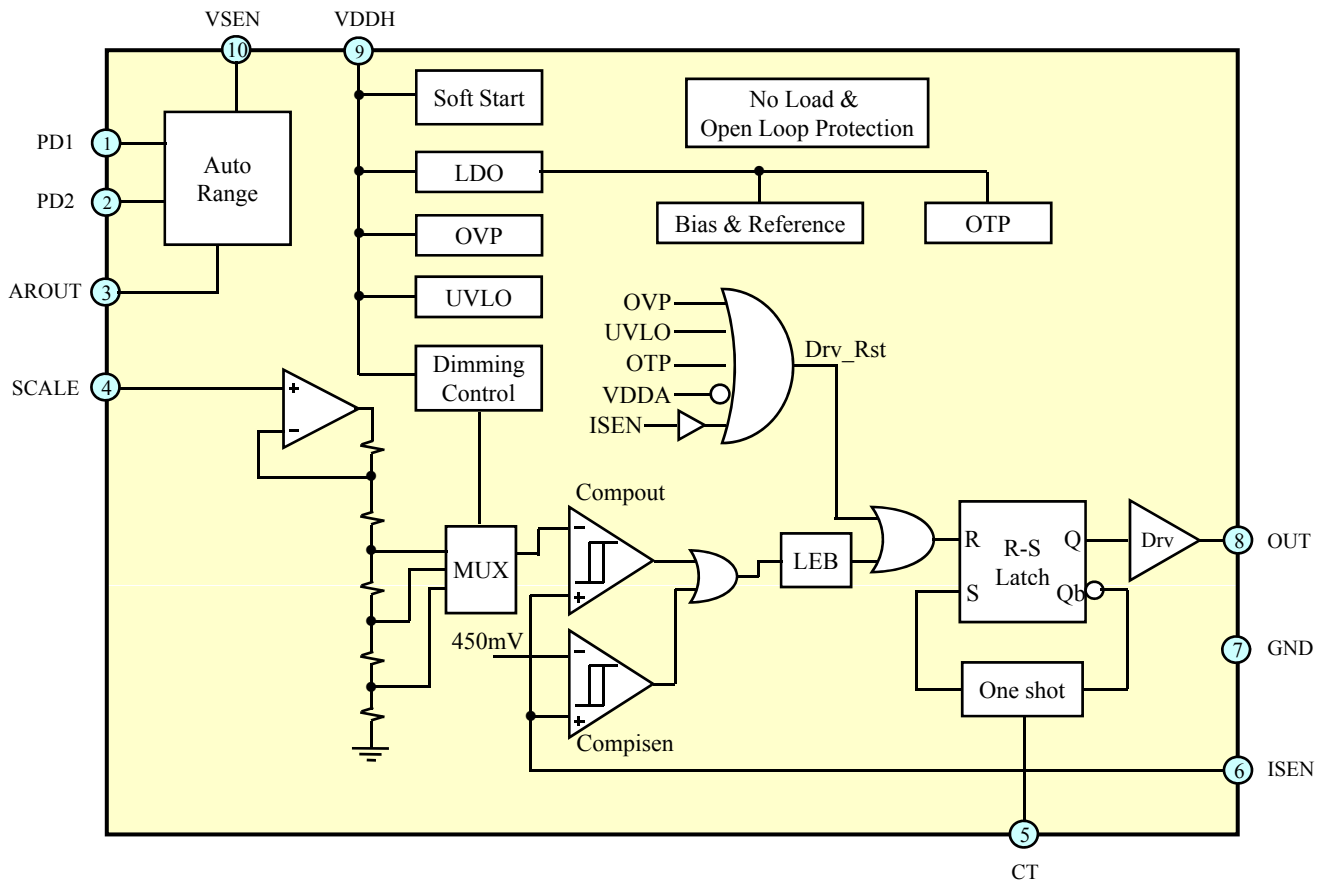 VSEN
VDDH
10
9
Soft Start
No Load &
Open Loop Protection
PD1
1
Auto
Range
LDO
PD2
2
Bias & Reference
OTP
OVP
AROUT
3
UVLO
OVP
UVLO
OTP
VDDA
ISEN
Drv_Rst
SCALE
4
+
−
Dimming
Control
Compout
MUX
−
+
LEB
R
S
R-S
Latch
Q
Qb
Drv
8
OUT
450mV
−
+
Compisen
7
GND
One shot
6
ISEN
5
CT